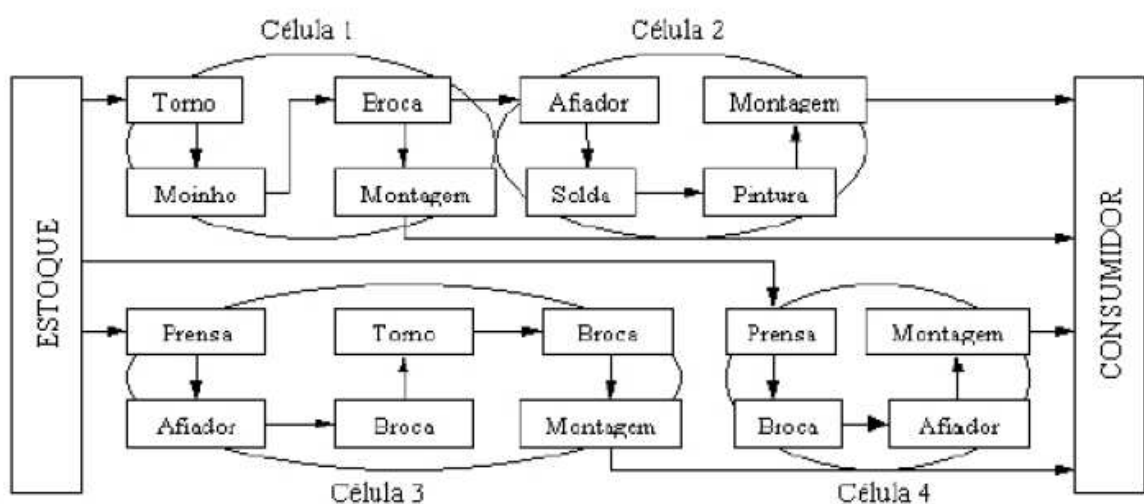 Célula 1
Célula 2
ESTOQUE
Torno
Broca
Afiador
Montagem
Moinho
Montagem
Solda
Pintura
CONSUMIDOR
Prensa
Torno
Broca
Prensa
Montagem
Afiador
Broca
Montagem
Broca
Afiador
Célula 3
Célula 4